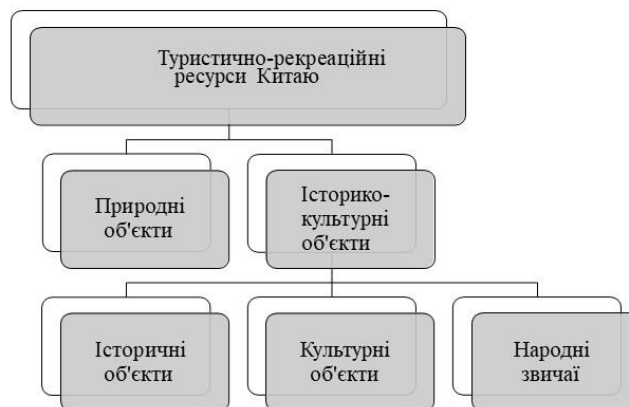 Туристично-рекреаційні
ресурси Китаю
Природні
об'єкти
Історико-
культурні
об'єкти
Історичні
об'єкти
Культурні
об'єкти
Народні
звичаї